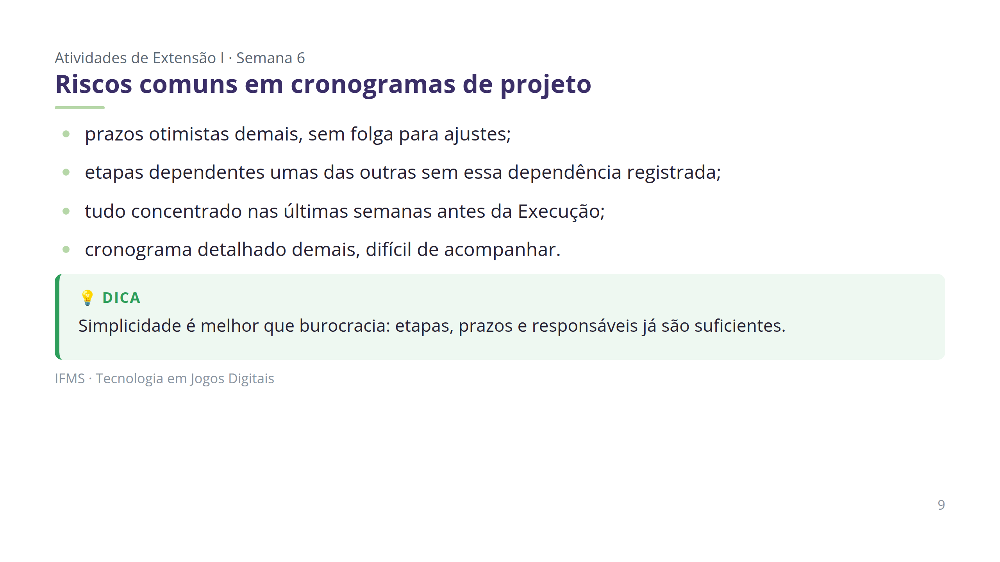 Atividades de Extensão I · Semana 6
Riscos comuns em cronogramas de projeto
prazos otimistas demais, sem folga para ajustes;
etapas dependentes umas das outras sem essa dependência registrada;
tudo concentrado nas últimas semanas antes da Execução;
cronograma detalhado demais, difícil de acompanhar.
💡 DICA
Simplicidade é melhor que burocracia: etapas, prazos e responsáveis já são suficientes.
IFMS · Tecnologia em Jogos Digitais
9